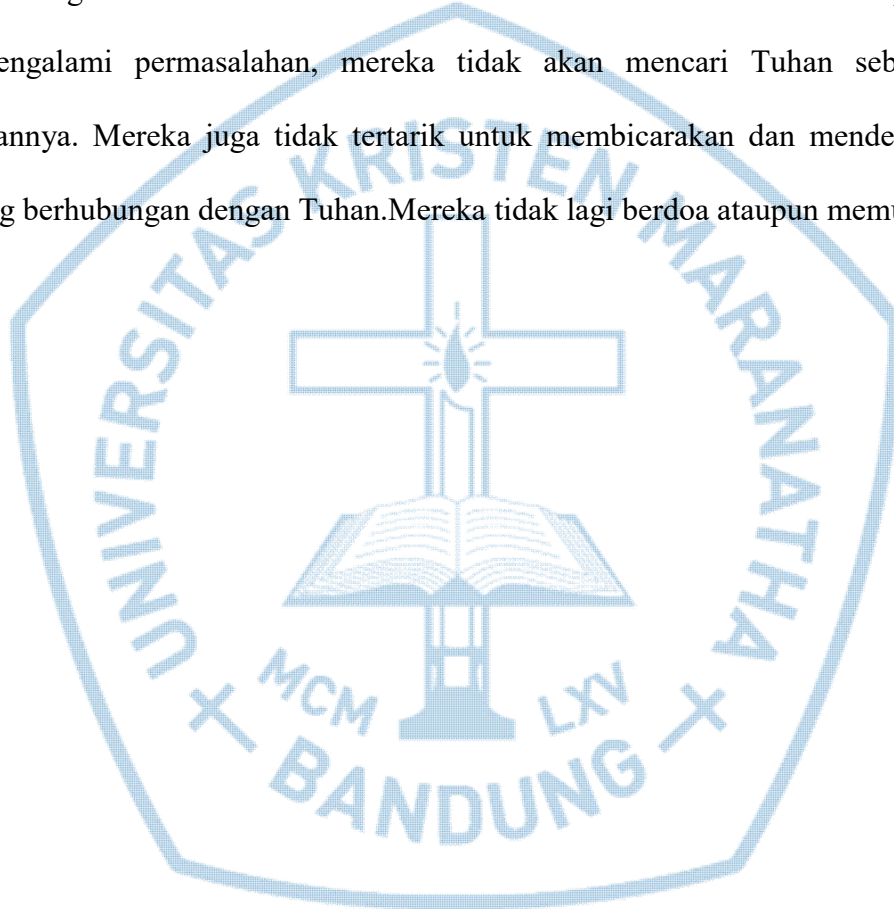 engalami permasalahan, mereka tidak akan mencari Tuhan seb
annya. Mereka juga tidak tertarik untuk membicarakan dan mende
g berhubungan dengan Tuhan.Mereka tidak lagi berdoa ataupun memu
UNIVERSITAS KRISTEN MARANATHA
MCM LXV
BANDUNG